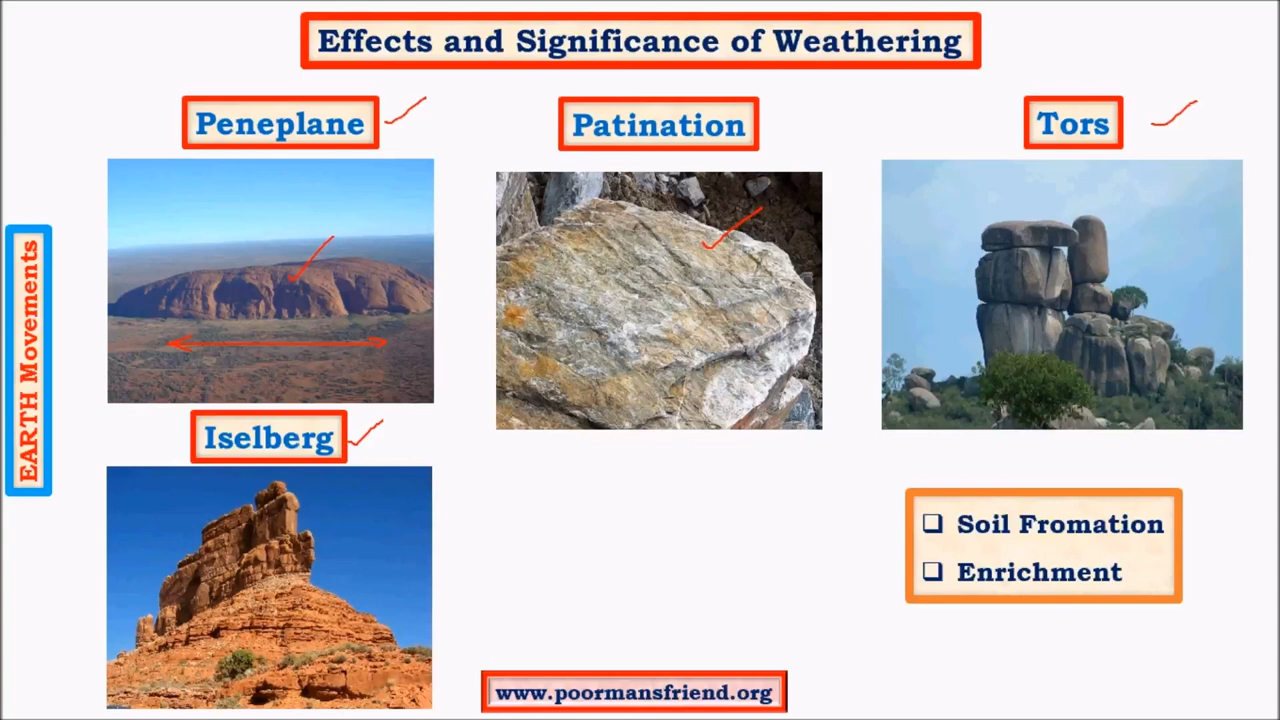 Effects and Significance of Weathering
Peneplane
Patination
Tors
EARTH Movements
Iselberg
Soil Fromation
Enrichment
www.poormansfriend.org